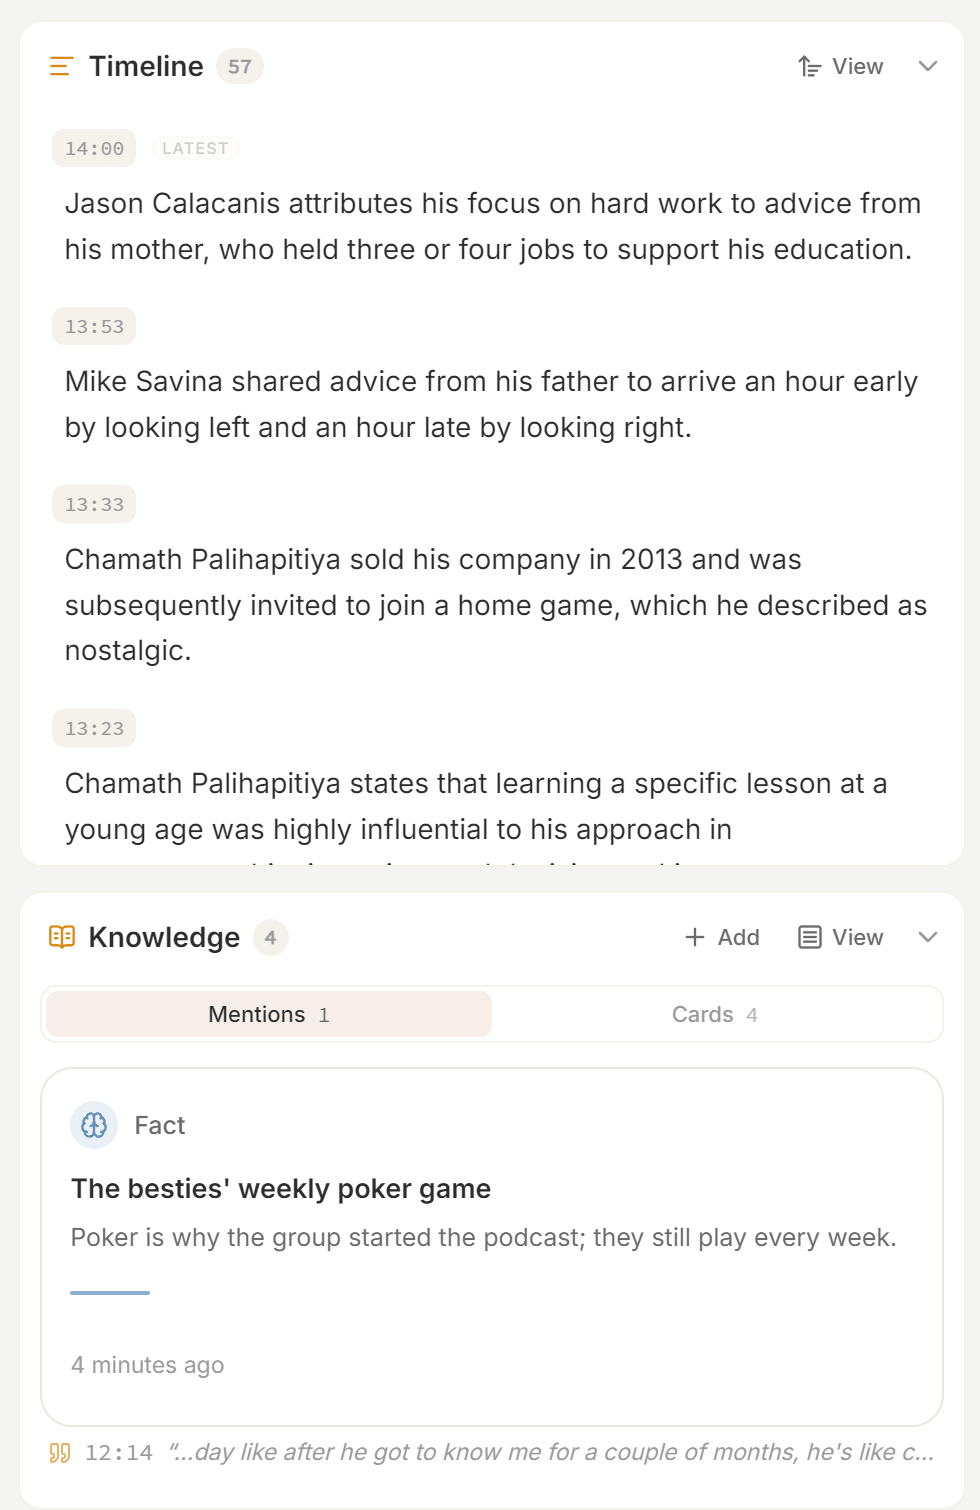 Timeline 57 View
14:00 LATEST
Jason Calacanis attributes his focus on hard work to advice from
his mother, who held three or four jobs to support his education.
13:53
Mike Savina shared advice from his father to arrive an hour early
by looking left and an hour late by looking right.
13:33
Chamath Palihapitiya sold his company in 2013 and was
subsequently invited to join a home game, which he described as
nostalgic.
13:23
Chamath Palihapitiya states that learning a specific lesson at a
young age was highly influential to his approach in
Knowledge 4 Add View
Mentions 1 Cards 4
Fact
The besties' weekly poker game
Poker is why the group started the podcast; they still play every week.
4 minutes ago
12:14 “...day like after he got to know me for a couple of months, he's like c...